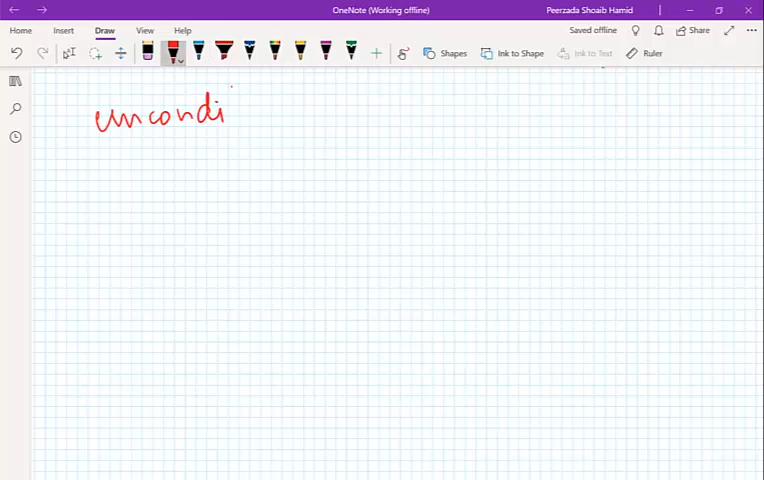 OneNote (Working offline)
Peerzada Shoaib Hamid
Home Insert Draw View Help
Saved offline
Share
Shapes
Ink to Shape
Ink to Text
Ruler
uncondi